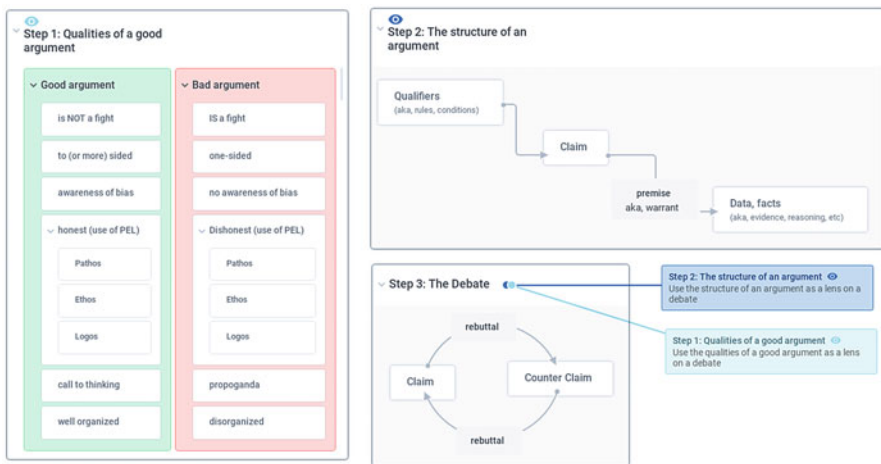 Step 1: Qualities of a good
argument
Good argument
is NOT a fight
to (or more) sided
awareness of bias
honest (use of PEL)
Pathos
Ethos
Logos
call to thinking
well organized
Bad argument
IS a fight
one-sided
no awareness of bias
Dishonest (use of PEL)
Pathos
Ethos
Logos
propoganda
disorganized
Step 2: The structure of an
argument
Qualifiers
(aka, rules, conditions)
Claim
premise
aka, warrant
Data, facts
(aka, evidence, reasoning, etc)
Step 3: The Debate
rebuttal
Claim
Counter Claim
rebuttal
Step 2: The structure of an argument
Use the structure of an argument as a lens on a
debate
Step 1: Qualities of a good argument
Use the qualities of a good argument as a lens
on a debate